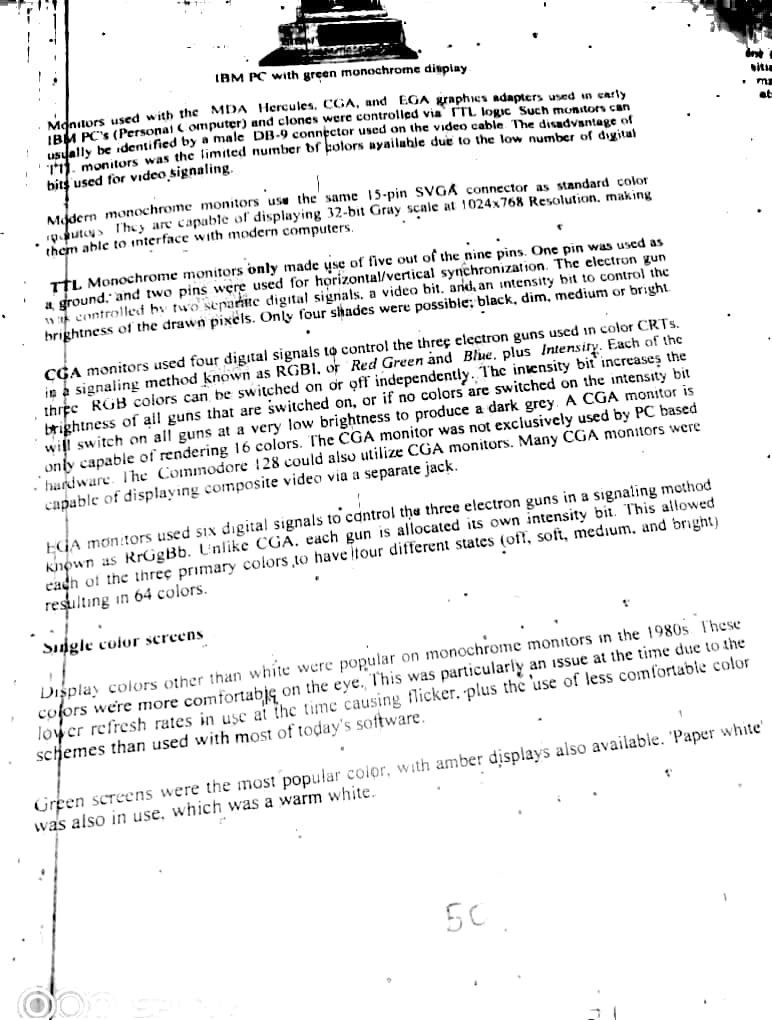 IBM PC with green monochrome display
Monitors used with the MDA Hercules, CGA, and EGA graphics adapters used in early
IBM PC's (Personal Computer) and clones were controlled via TTL logic Such monitors can
usually be identified by a male DB-9 connector used on the video cable The disadvantage of
TTL monitors was the limited number of colors available due to the low number of digital
bits used for video signaling.
Modern monochrome monitors use the same 15-pin SVGA connector as standard color
They are capable of displaying 32-bit Gray scale at 1024x768 Resolution, making
them able to interface with modern computers.
TTL Monochrome monitors only made use of five out of the nine pins. One pin was used as
a ground, and two pins were used for horizontal/vertical synchronization. The electron gun
was controlled by two separate digital signals, a video bit, and an intensity bit to control the
brightness of the drawn pixels. Only four shades were possible; black, dim, medium or bright
CGA monitors used four digital signals to control the three electron guns used in color CRTs,
in a signaling method known as RGBI, or Red Green and Blue, plus Intensity. Each of the
three RGB colors can be switched on or off independently. The intensity bit increases the
brightness of all guns that are switched on, or if no colors are switched on the intensity bit
will switch on all guns at a very low brightness to produce a dark grey. A CGA monitor is
only capable of rendering 16 colors. The CGA monitor was not exclusively used by PC based
hardware. The Commodore 128 could also utilize CGA monitors. Many CGA monitors were
capable of displaying composite video via a separate jack.
EGA monitors used six digital signals to control the three electron guns in a signaling method
known as RrGgBb. Unlike CGA, each gun is allocated its own intensity bit. This allowed
each of the three primary colors to have four different states (off, soft, medium, and bright)
resulting in 64 colors.
Single color screens
Display colors other than white were popular on monochrome monitors in the 1980s These
colors were more comfortable on the eye. This was particularly an issue at the time due to the
lower refresh rates in use at the time causing flicker, plus the use of less comfortable color
schemes than used with most of today's software.
Green screens were the most popular color, with amber displays also available. 'Paper white'
was also in use, which was a warm white.
50